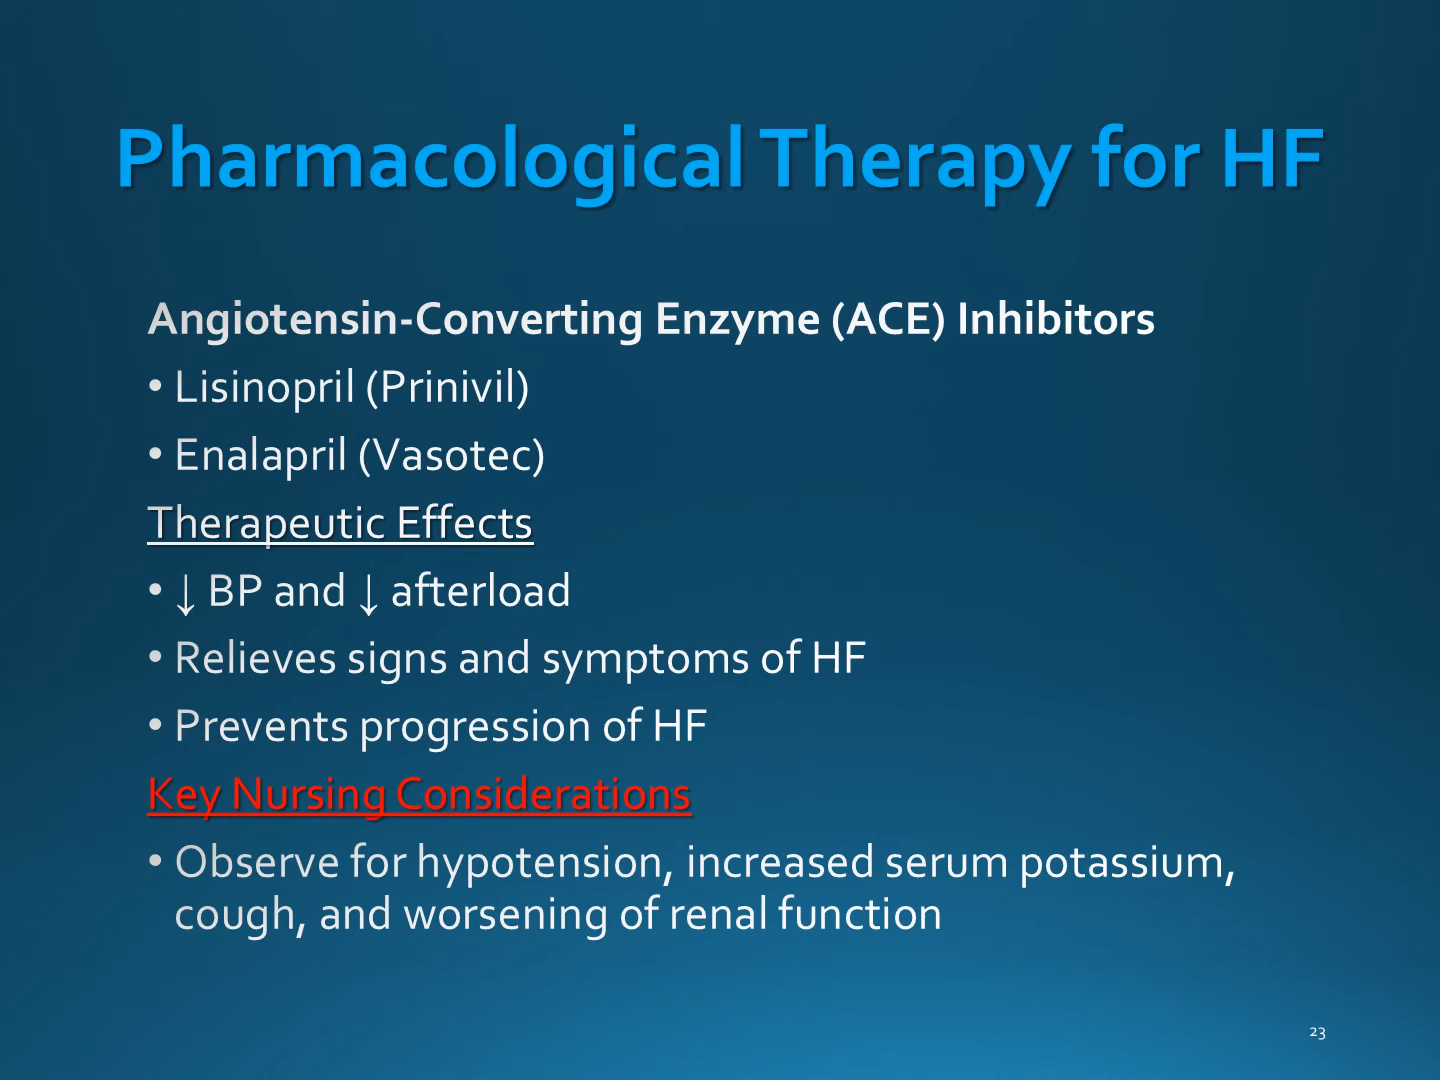 Pharmacological Therapy for HF
Angiotensin-Converting Enzyme (ACE) Inhibitors
• Lisinopril (Prinivil)
• Enalapril (Vasotec)
Therapeutic Effects
• ↓ BP and ↓ afterload
• Relieves signs and symptoms of HF
• Prevents progression of HF
Key Nursing Considerations
• Observe for hypotension, increased serum potassium,
cough, and worsening of renal function
23